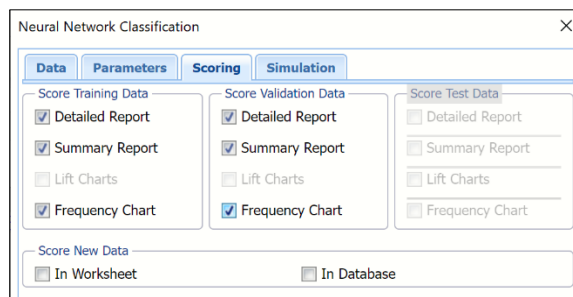 Neural Network Classification
Data Parameters Scoring Simulation
Score Training Data Score Validation Data Score Test Data
Detailed Report Detailed Report Detailed Report
Summary Report Summary Report Summary Report
Lift Charts Lift Charts Lift Charts
Frequency Chart Frequency Chart Frequency Chart
Score New Data
In Worksheet In Database